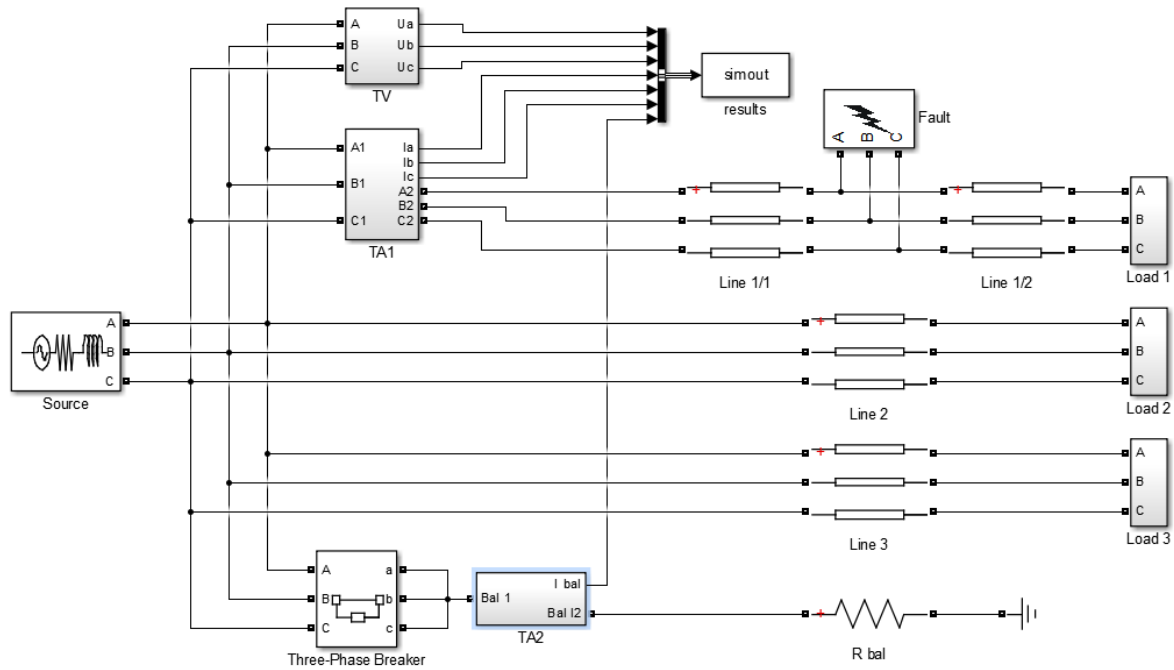 A Ua
B Ub
C Uc
TV
simout
results
A1 Ia
Ib
Ic
B1 A2
B2
C1 C2
TA1
A B C
Fault
Line 1/1
Line 1/2
A
B
C
Load 1
A
B
C
Source
Line 2
A
B
C
Load 2
Line 3
A
B
C
Load 3
A a
B b
C c
Three-Phase Breaker
I bal
Bal 1
Bal I2
TA2
R bal